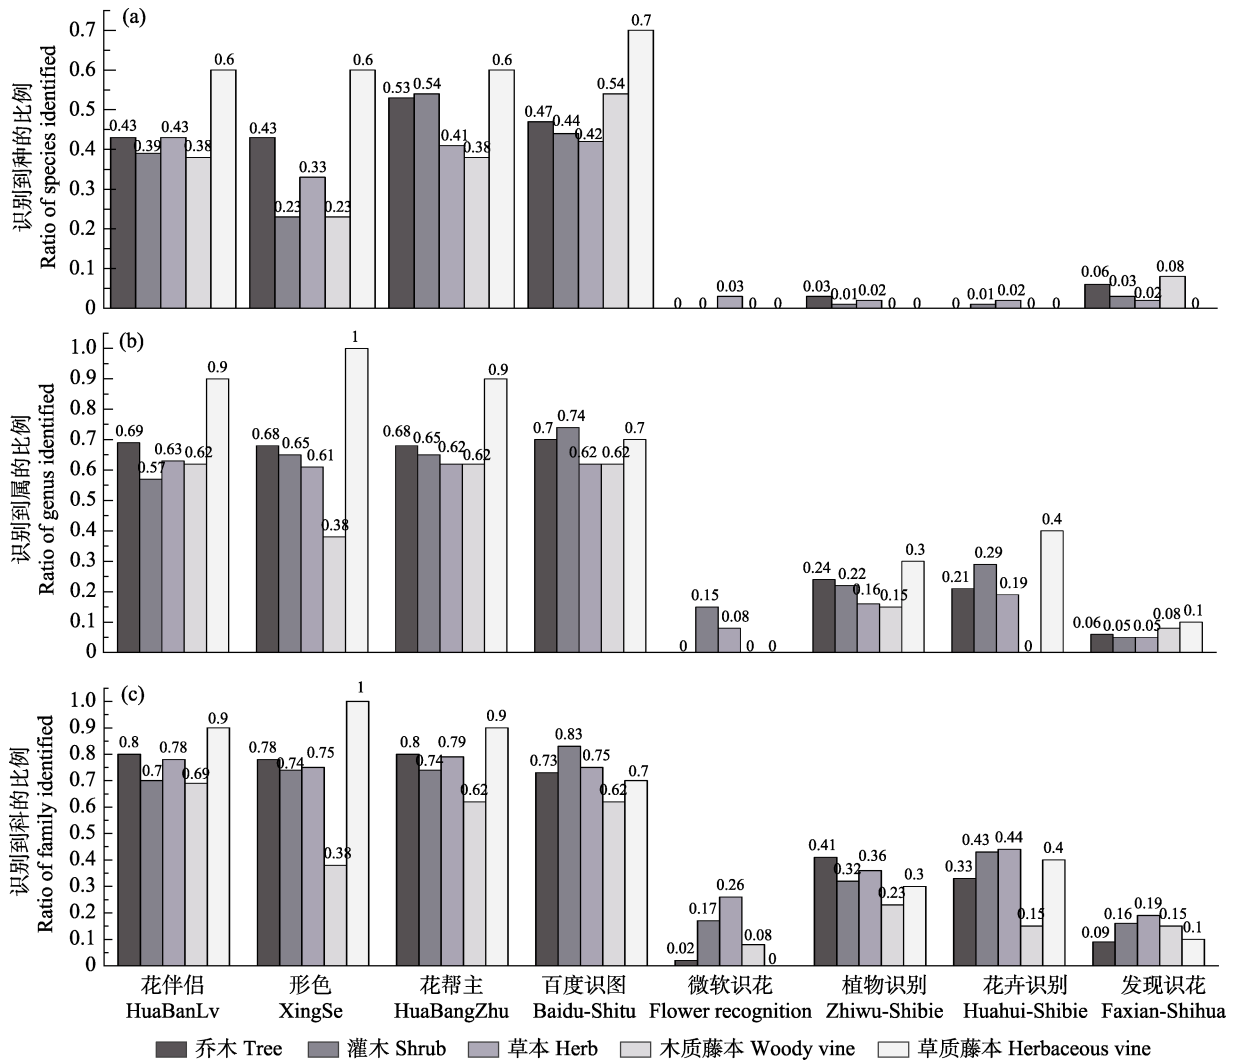 (a)
识别到种的比例
Ratio of species identified
0.7
0.6
0.5
0.4
0.3
0.2
0.1
0
0.43 0.39 0.43 0.38 0.6
0.43 0.23 0.33 0.23 0.6
0.53 0.54 0.41 0.38 0.6
0.47 0.44 0.42 0.54 0.7
0 0 0.03 0 0
0.03 0.01 0.02 0 0
0 0.01 0.02 0 0
0.06 0.03 0.02 0.08 0
(b)
识别到属的比例
Ratio of genus identified
1.0
0.9
0.8
0.7
0.6
0.5
0.4
0.3
0.2
0.1
0
0.69 0.57 0.63 0.62 0.9
0.68 0.65 0.61 0.38 1
0.68 0.65 0.62 0.62 0.9
0.7 0.74 0.62 0.62 0.7
0 0.15 0.08 0 0
0.24 0.22 0.16 0.15 0.3
0.21 0.29 0.19 0 0.4
0.06 0.05 0.05 0.08 0.1
(c)
识别到科的比例
Ratio of family identified
1.0
0.9
0.8
0.7
0.6
0.5
0.4
0.3
0.2
0.1
0
0.8 0.7 0.78 0.69 0.9
0.78 0.74 0.75 0.38 1
0.8 0.74 0.79 0.62 0.9
0.73 0.83 0.75 0.62 0.7
0.02 0.17 0.26 0.08 0
0.41 0.32 0.36 0.23 0.3
0.33 0.43 0.44 0.15 0.4
0.09 0.16 0.19 0.15 0.1
花伴侣 形色 花帮主 百度识图 微软识花 植物识别 花卉识别 发现识花
HuaBanLv XingSe HuaBangZhu Baidu-Shitu Flower recognition Zhiwu-Shibie Huahui-Shibie Faxian-Shihua
乔木 Tree 灌木 Shrub 草本 Herb 木质藤本 Woody vine 草质藤本 Herbaceous vine